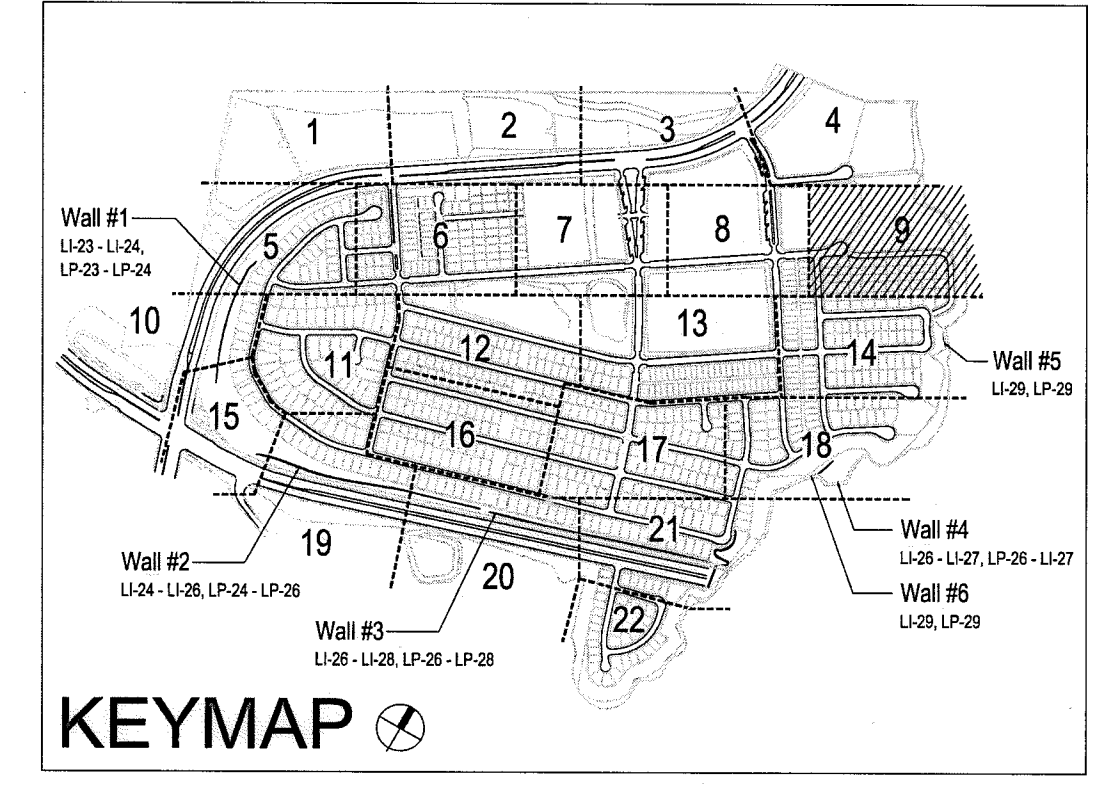 1
2
3
4
Wall #1
LI-23 - LI-24,
LP-23 - LP-24
5
6
7
8
9
10
11
12
13
14
Wall #5
LI-29, LP-29
15
16
17
18
Wall #4
LI-26 - LI-27, LP-26 - LI-27
Wall #6
LI-29, LP-29
19
20
21
22
Wall #2
LI-24 - LI-26, LP-24 - LP-26
Wall #3
LI-26 - LI-28, LP-26 - LP-28
KEYMAP